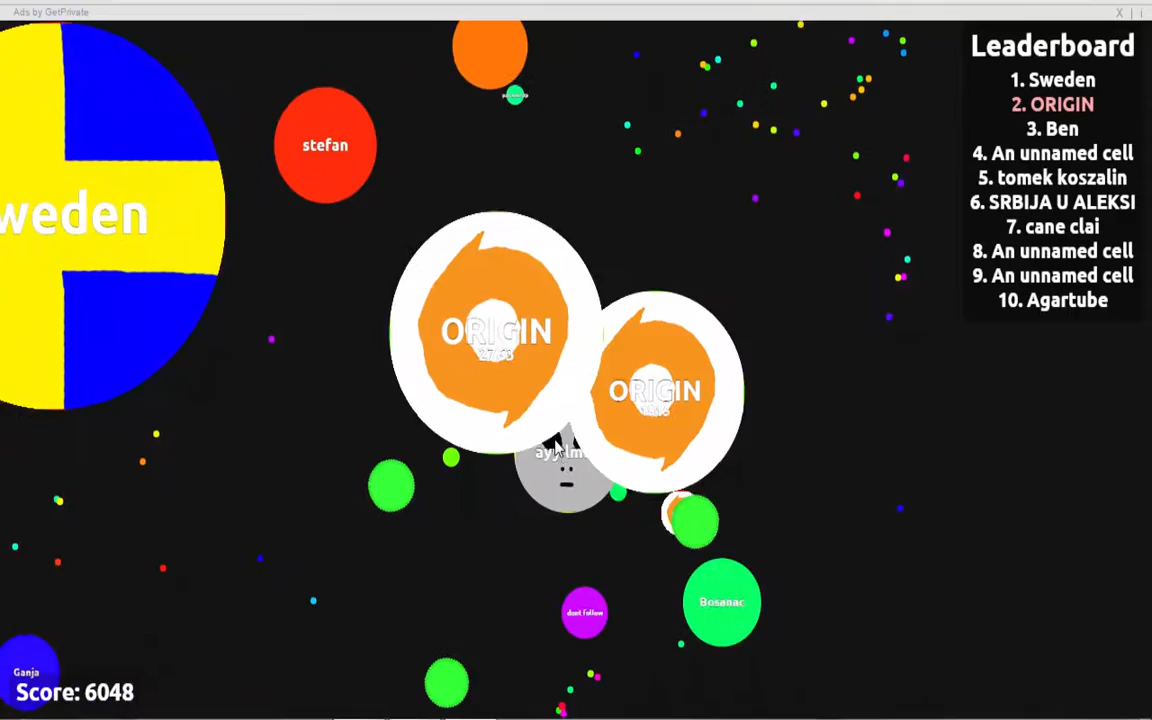 Ads by GetPrivate
X | i
Leaderboard
1. Sweden
2. ORIGIN
3. Ben
4. An unnamed cell
5. tomek koszalin
6. SRBIJA U ALEKSI
7. cane clai
8. An unnamed cell
9. An unnamed cell
10. Agartube
stefan
weden
ORIGIN
ORIGIN
dont follow
Bosanac
Ganja
Score: 6048